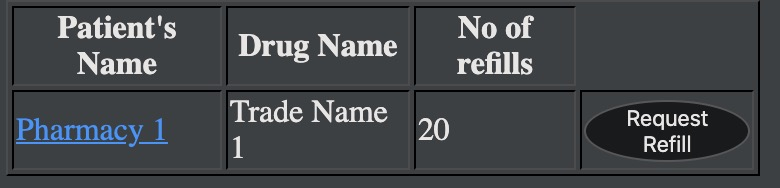 Patient's
Name
Drug Name
No of
refills
Pharmacy 1
Trade Name
1
20
Request
Refill